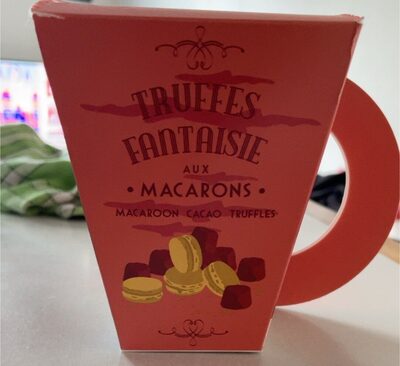 TRUFFES
FANTAISIE
AUX
• MACARONS •
MACAROON CACAO TRUFFLES